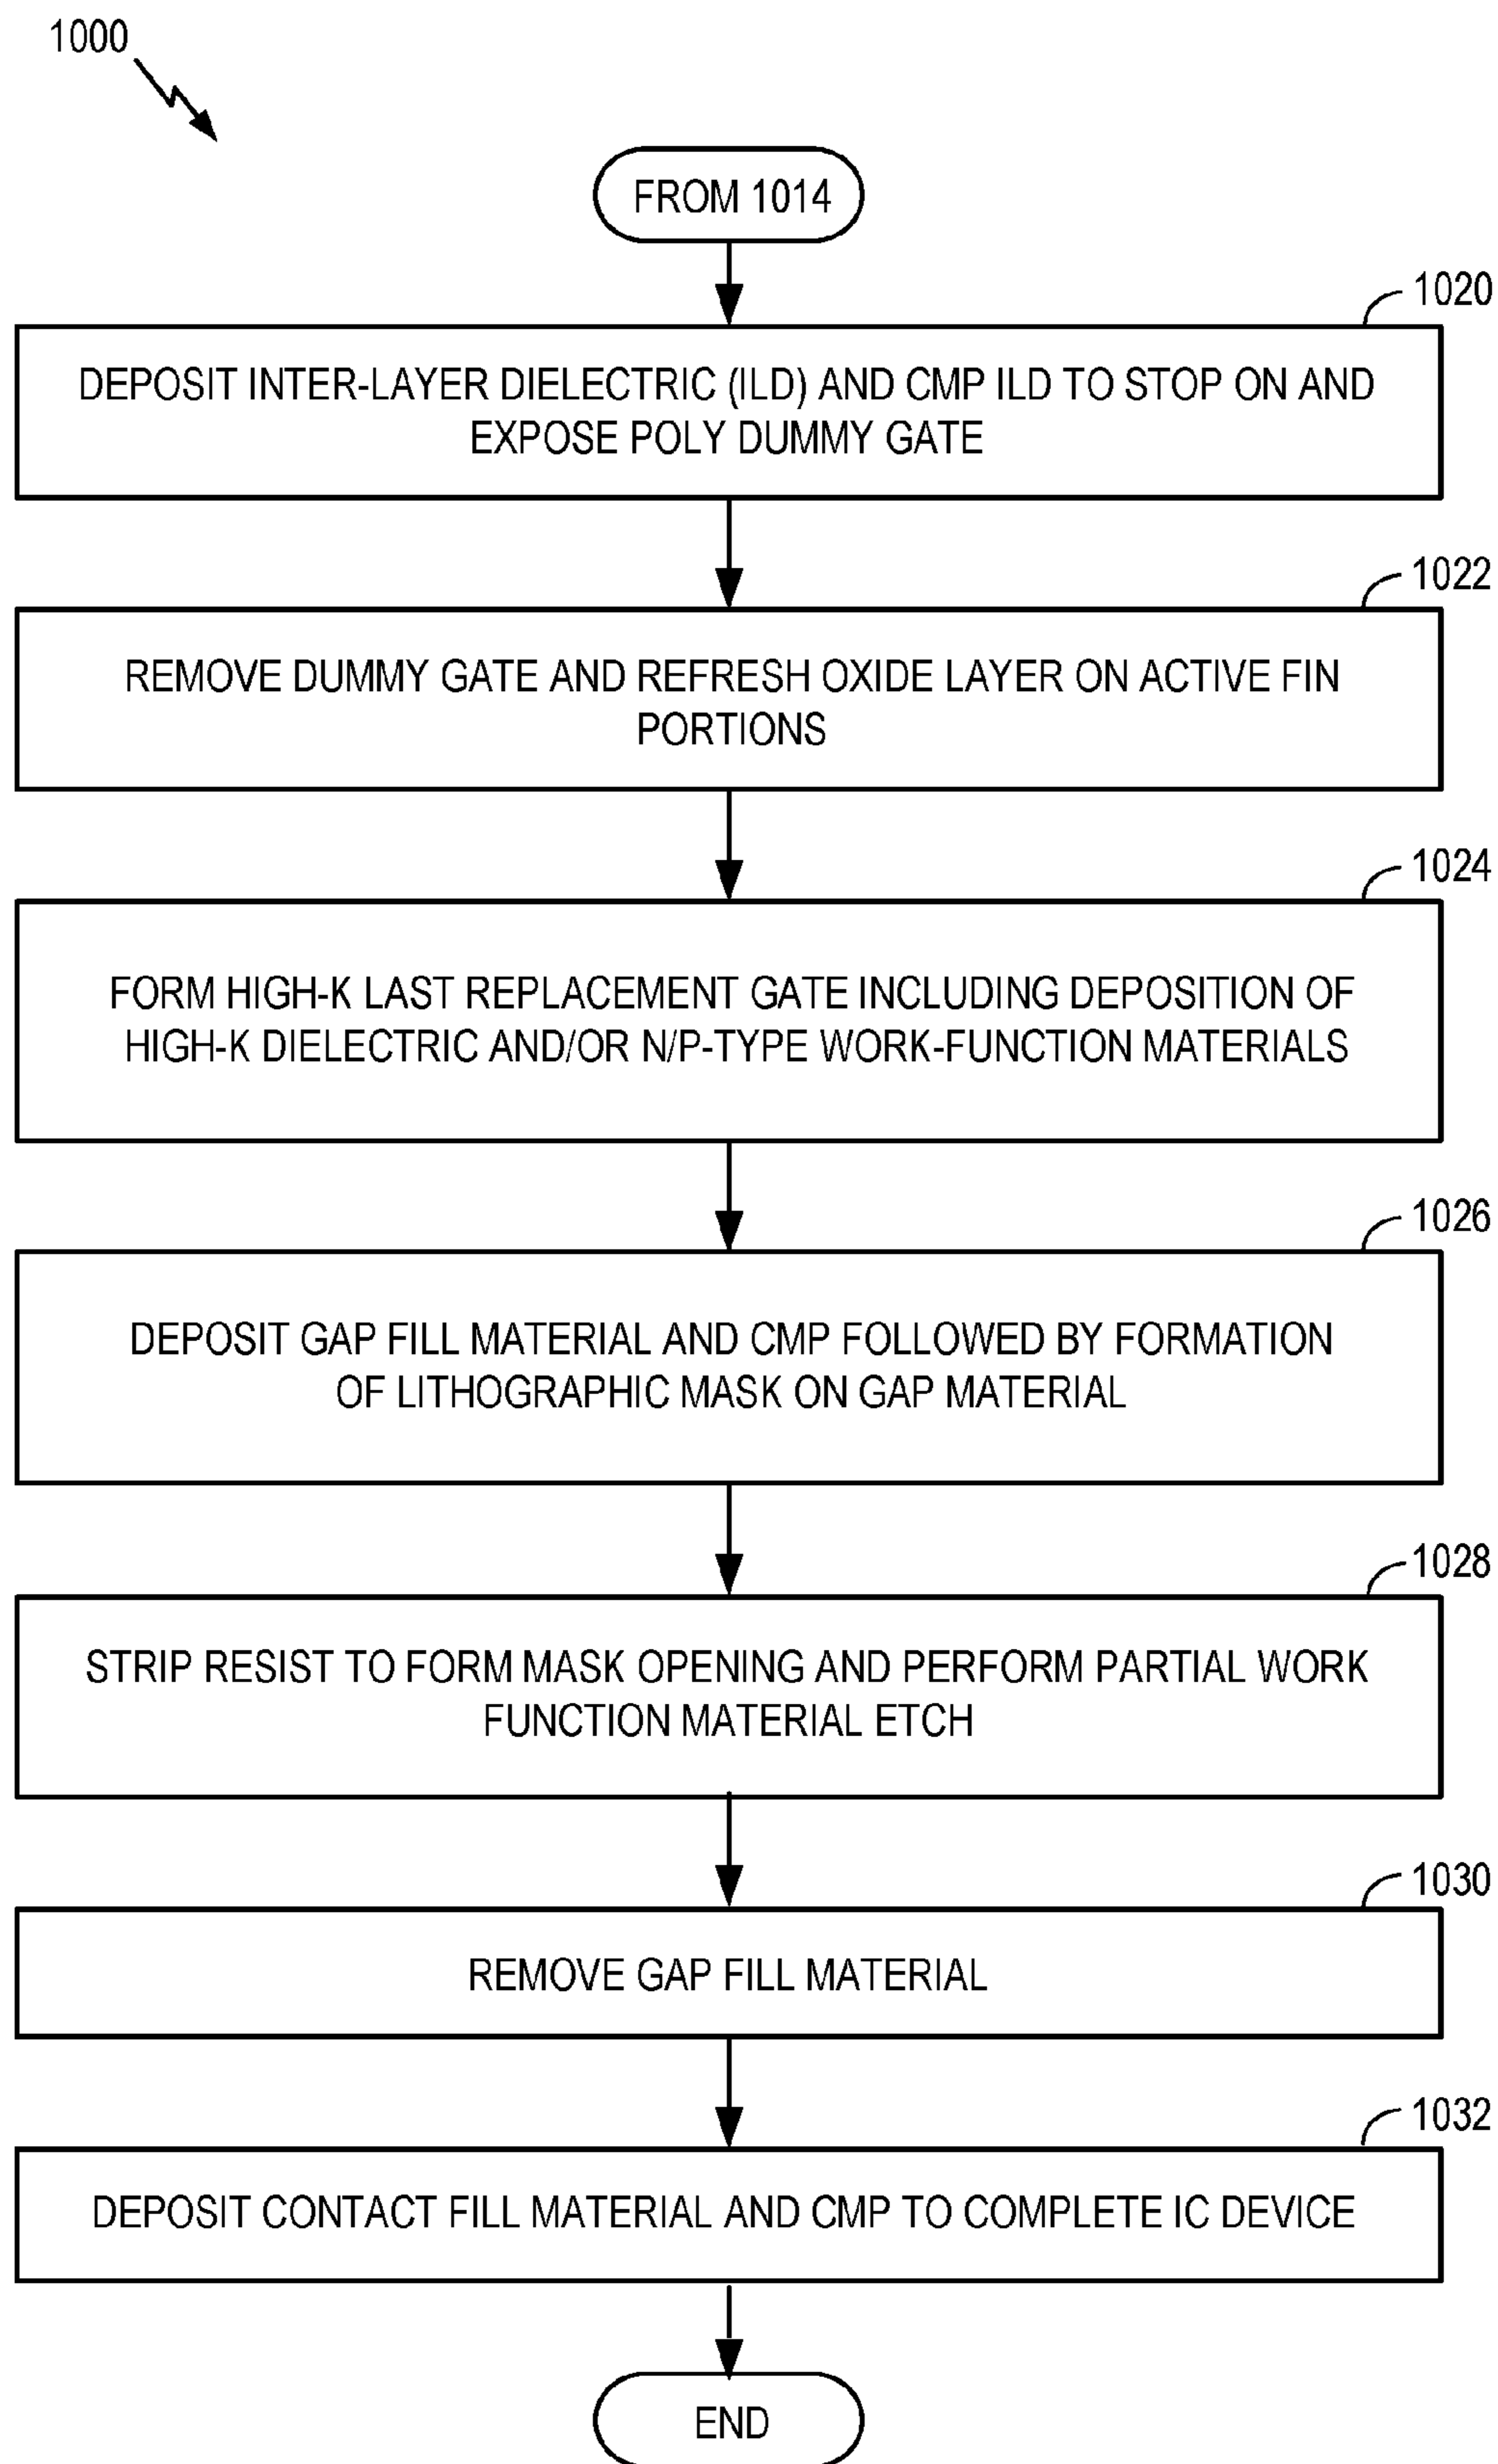 1000
FROM 1014
1020
DEPOSIT INTER-LAYER DIELECTRIC (ILD) AND CMP ILD TO STOP ON AND
EXPOSE POLY DUMMY GATE
1022
REMOVE DUMMY GATE AND REFRESH OXIDE LAYER ON ACTIVE FIN
PORTIONS
1024
FORM HIGH-K LAST REPLACEMENT GATE INCLUDING DEPOSITION OF
HIGH-K DIELECTRIC AND/OR N/P-TYPE WORK-FUNCTION MATERIALS
1026
DEPOSIT GAP FILL MATERIAL AND CMP FOLLOWED BY FORMATION
OF LITHOGRAPHIC MASK ON GAP MATERIAL
1028
STRIP RESIST TO FORM MASK OPENING AND PERFORM PARTIAL WORK
FUNCTION MATERIAL ETCH
1030
REMOVE GAP FILL MATERIAL
1032
DEPOSIT CONTACT FILL MATERIAL AND CMP TO COMPLETE IC DEVICE
END